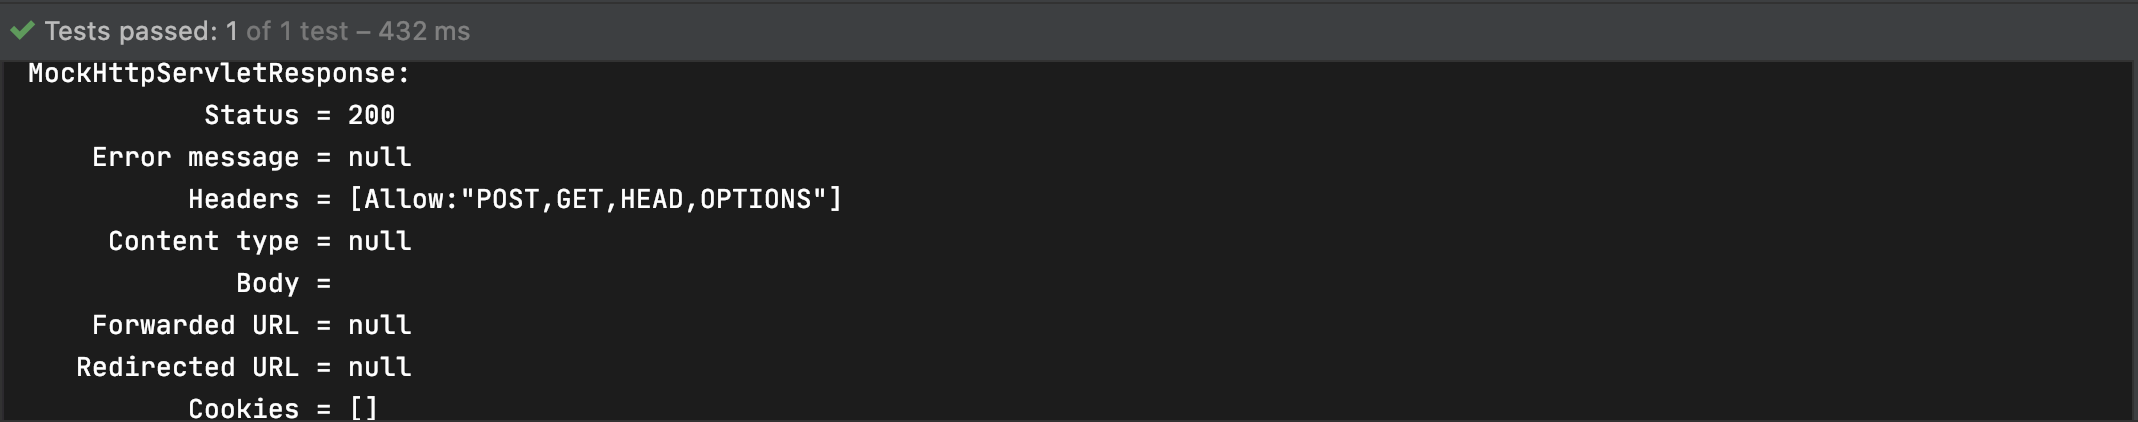 Tests passed: 1 of 1 test – 432 ms
MockHttpServletResponse:
Status = 200
Error message = null
Headers = [Allow:"POST,GET,HEAD,OPTIONS"]
Content type = null
Body =
Forwarded URL = null
Redirected URL = null
Cookies = []